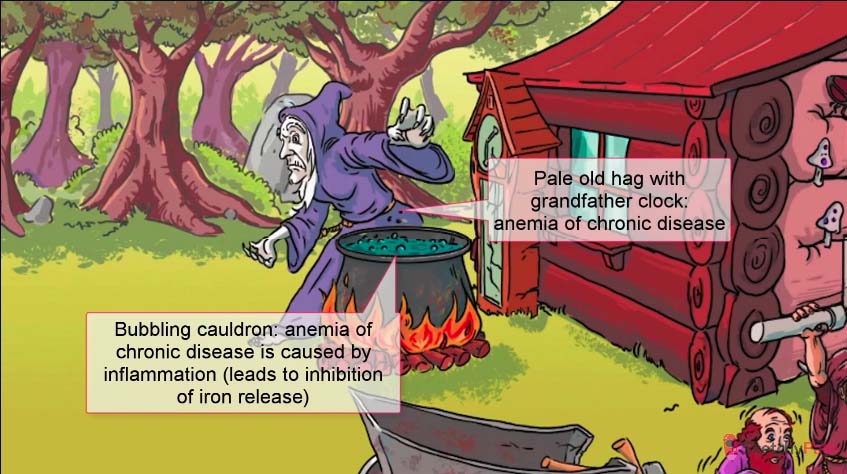 Pale old hag with
grandfather clock:
anemia of chronic disease
Bubbling cauldron: anemia of
chronic disease is caused by
inflammation (leads to inhibition
of iron release)